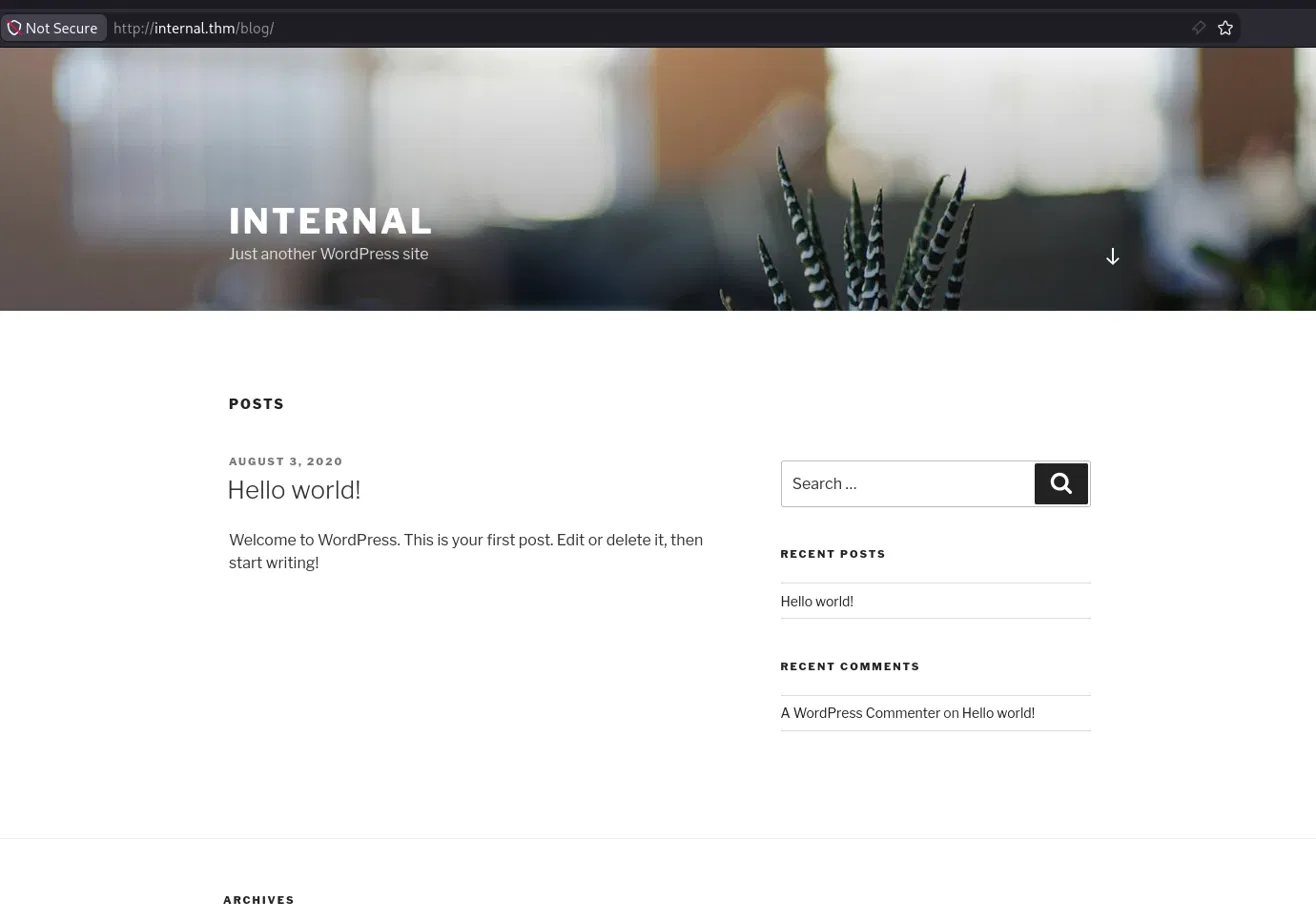 Not Secure http://internal.thm/blog/
INTERNAL
Just another WordPress site
POSTS
AUGUST 3, 2020
Hello world!
Welcome to WordPress. This is your first post. Edit or delete it, then
start writing!
Search …
RECENT POSTS
Hello world!
RECENT COMMENTS
A WordPress Commenter on Hello world!
ARCHIVES